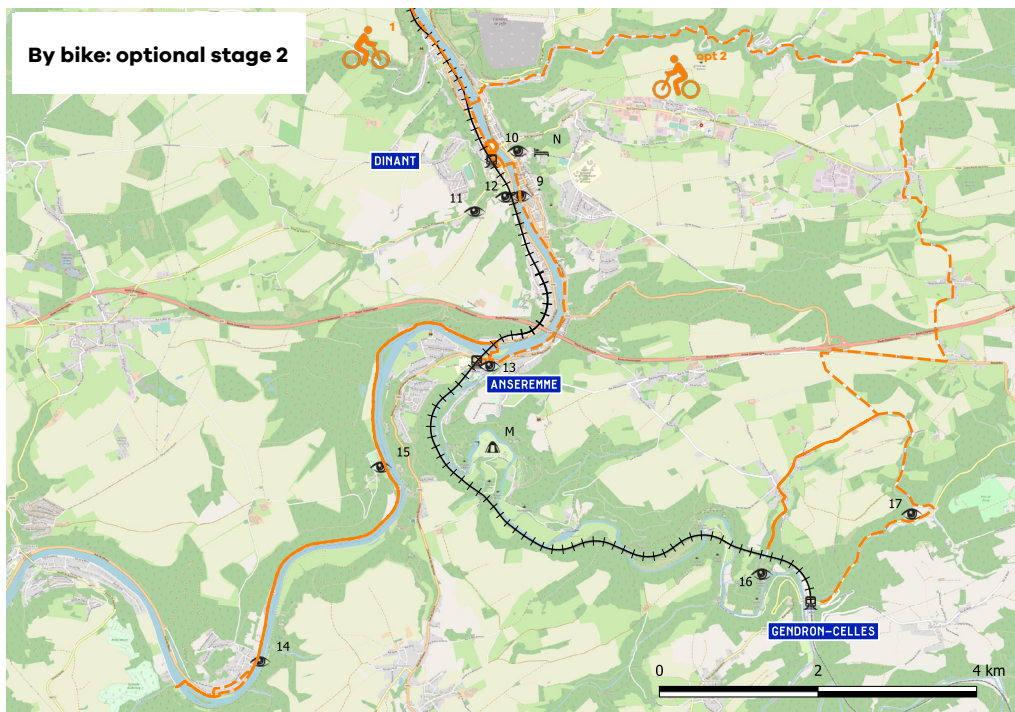 By bike: optional stage 2
1
opt 2
10
N
DINANT
12
9
11
13
ANSEREMME
M
15
17
16
GENDRON-CELLES
14
0 2 4 km